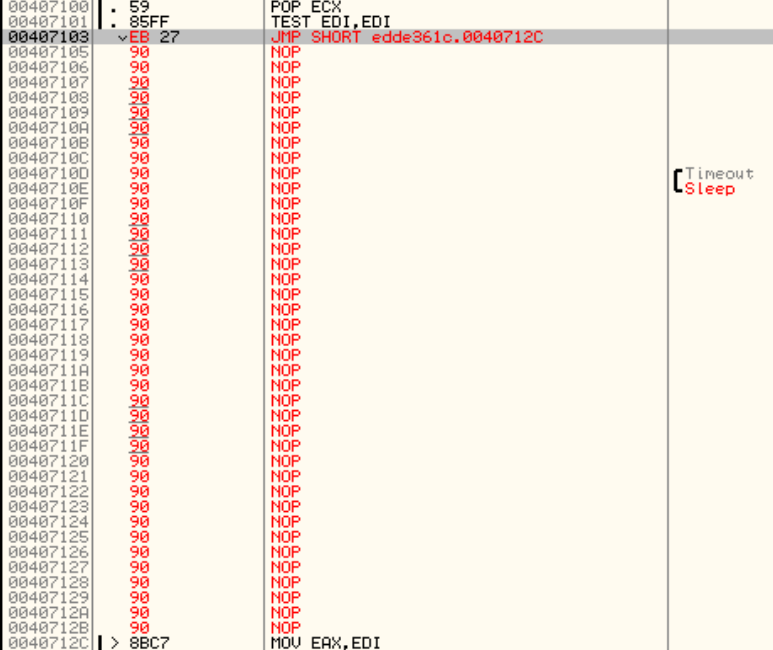 00407100 . 59 POP ECX
00407101 . 85FF TEST EDI,EDI
00407103 EB 27 JMP SHORT edde361c.0040712C
00407105 90 NOP
00407106 90 NOP
00407107 90 NOP
00407108 90 NOP
00407109 90 NOP
0040710A 90 NOP
0040710B 90 NOP
0040710C 90 NOP
0040710D 90 NOP Timeout
0040710E 90 NOP Sleep
0040710F 90 NOP
00407110 90 NOP
00407111 90 NOP
00407112 90 NOP
00407113 90 NOP
00407114 90 NOP
00407115 90 NOP
00407116 90 NOP
00407117 90 NOP
00407118 90 NOP
00407119 90 NOP
0040711A 90 NOP
0040711B 90 NOP
0040711C 90 NOP
0040711D 90 NOP
0040711E 90 NOP
0040711F 90 NOP
00407120 90 NOP
00407121 90 NOP
00407122 90 NOP
00407123 90 NOP
00407124 90 NOP
00407125 90 NOP
00407126 90 NOP
00407127 90 NOP
00407128 90 NOP
00407129 90 NOP
0040712A 90 NOP
0040712B 90 NOP
0040712C > 8BC7 MOV EAX,EDI